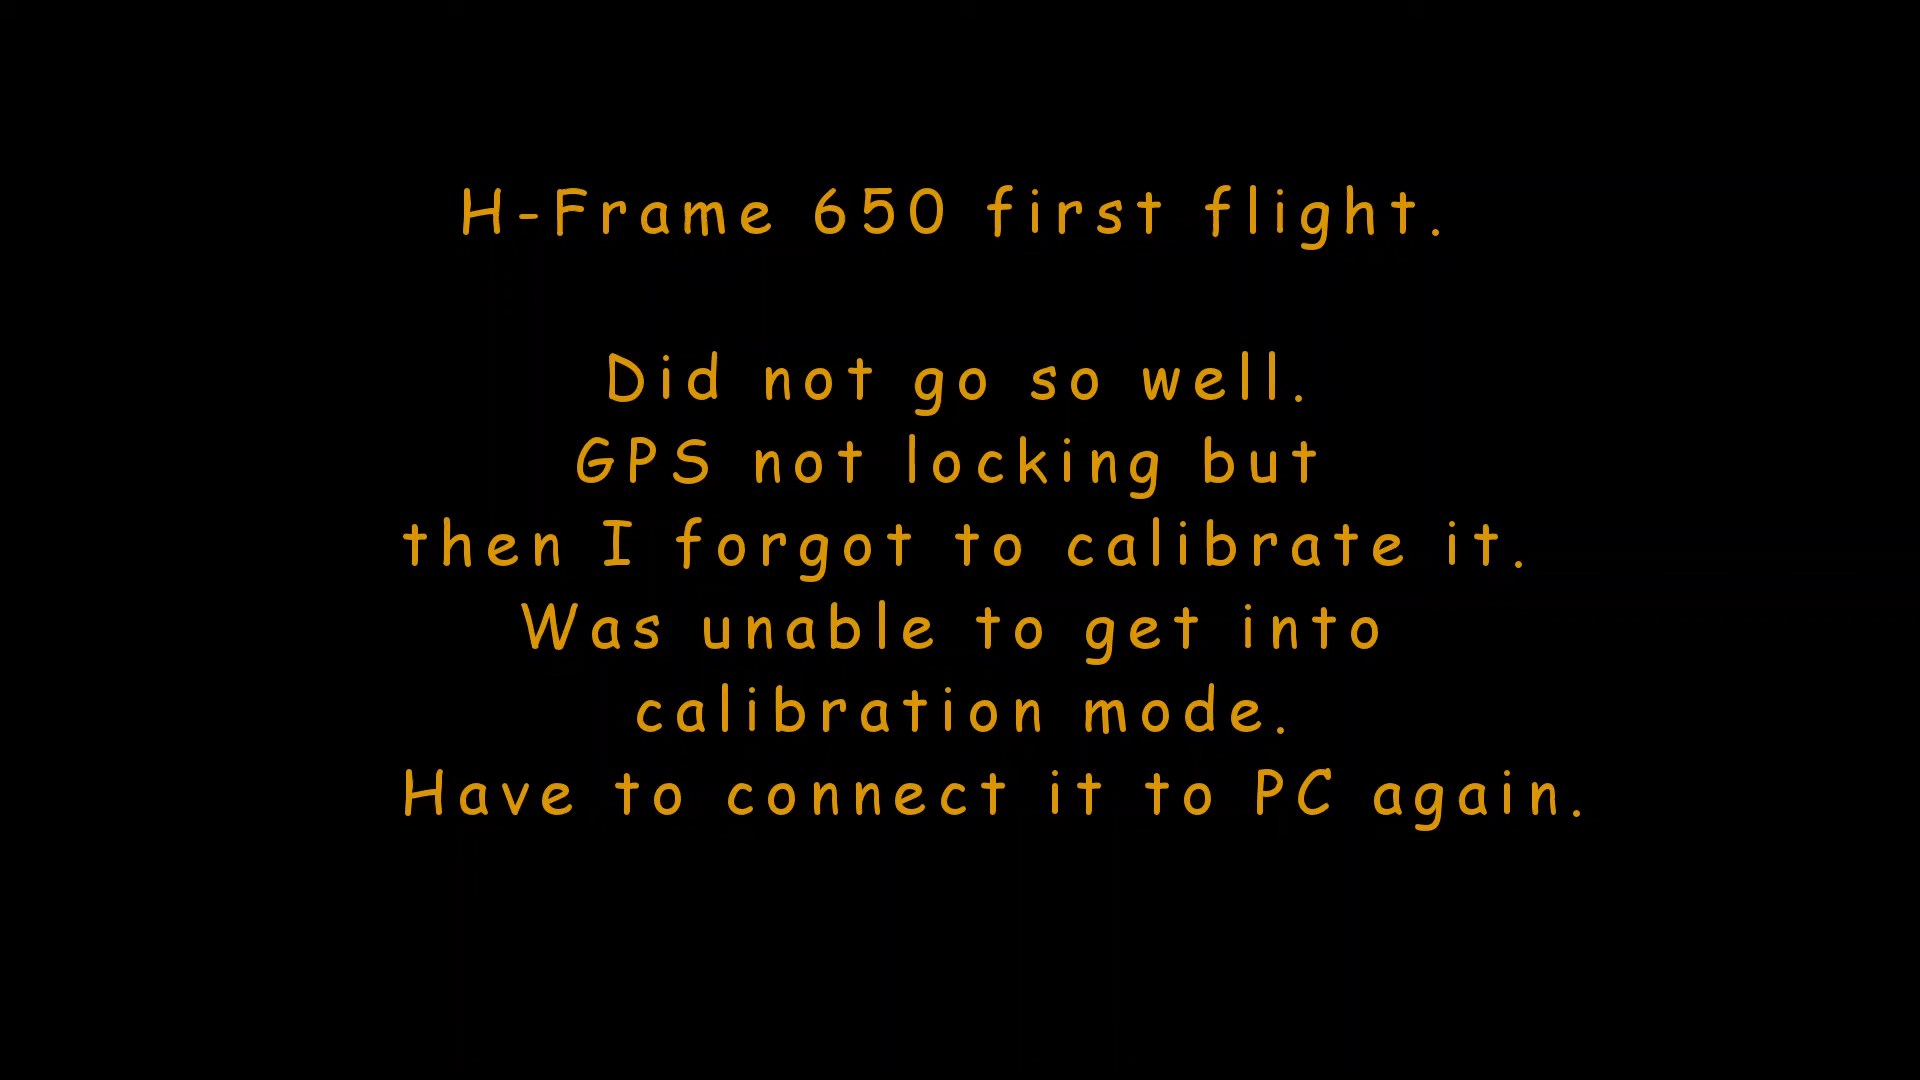 H-Frame 650 first flight.
Did not go so well.
GPS not locking but
then I forgot to calibrate it.
Was unable to get into
calibration mode.
Have to connect it to PC again.